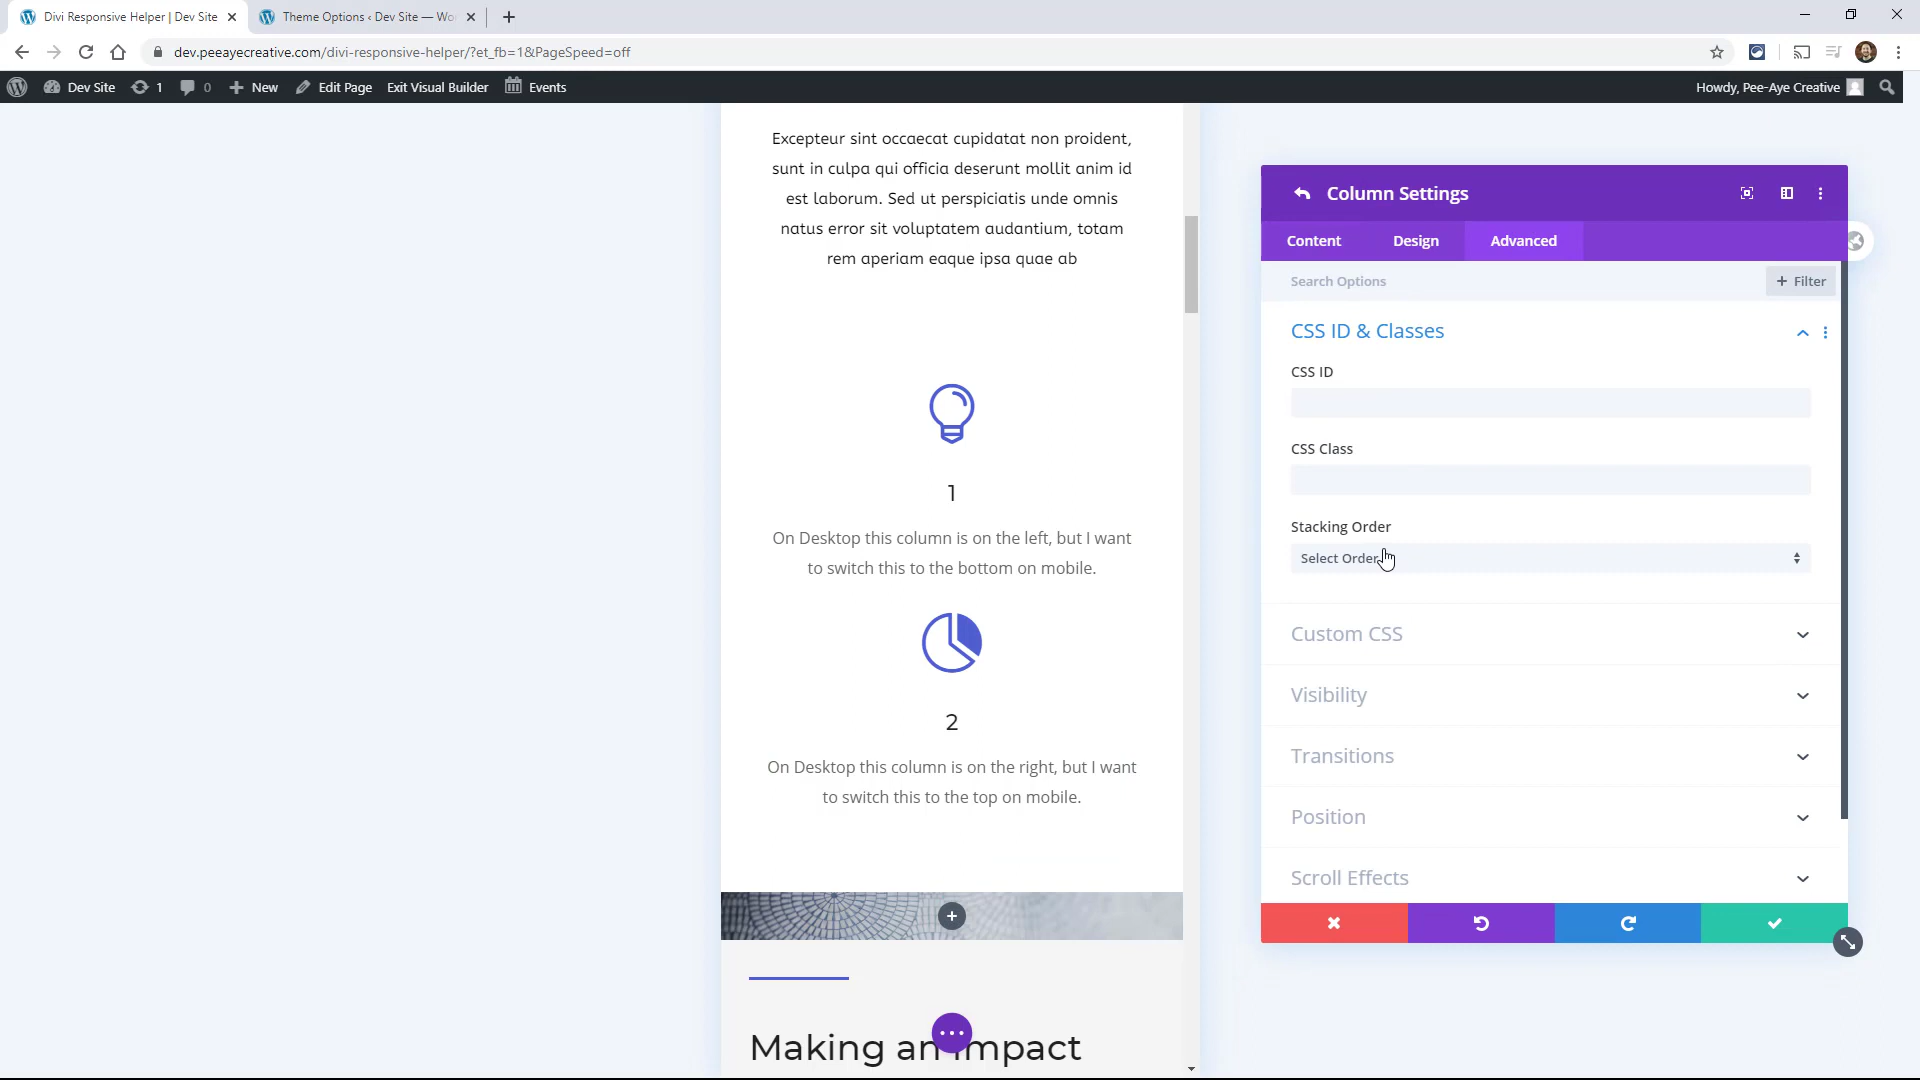 Divi Responsive Helper | Dev Site
Theme Options ‹ Dev Site — Wo
dev.peeayecreative.com/divi-responsive-helper/?et_fb=1&PageSpeed=off
Dev Site 1 0 New Edit Page Exit Visual Builder Events Howdy, Pee-Aye Creative
Excepteur sint occaecat cupidatat non proident,
sunt in culpa qui officia deserunt mollit anim id
est laborum. Sed ut perspiciatis unde omnis
natus error sit voluptatem audantium, totam
rem aperiam eaque ipsa quae ab
1
On Desktop this column is on the left, but I want
to switch this to the bottom on mobile.
2
On Desktop this column is on the right, but I want
to switch this to the top on mobile.
Making an impact
Column Settings
Content Design Advanced
Search Options
+ Filter
CSS ID & Classes
CSS ID
CSS Class
Stacking Order
Select Order
Custom CSS
Visibility
Transitions
Position
Scroll Effects